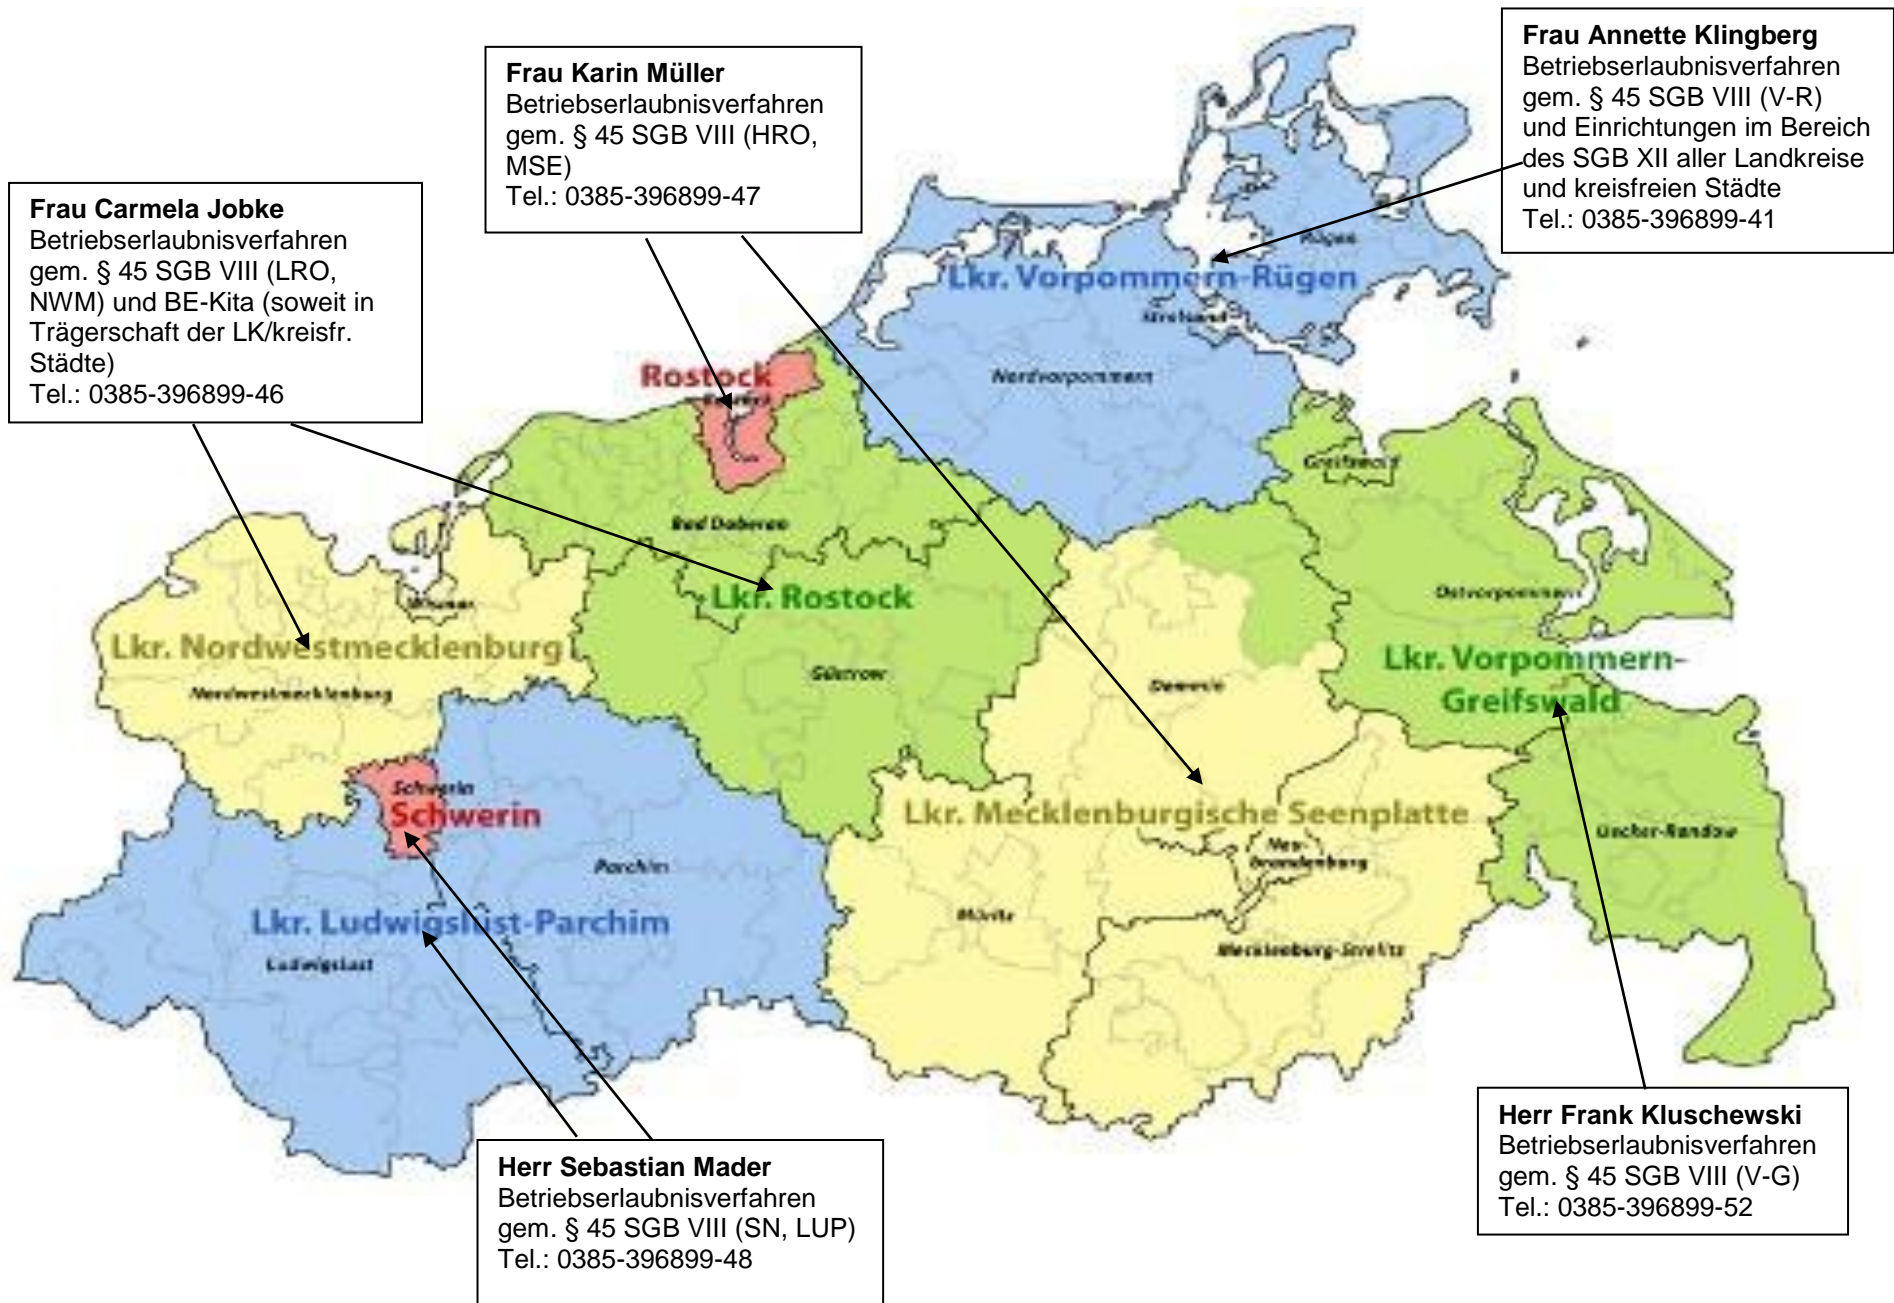 Frau Karin Müller
Betriebserlaubnisverfahren
gem. § 45 SGB VIII (HRO,
MSE)
Tel.: 0385-396899-47
Frau Annette Klingberg
Betriebserlaubnisverfahren
gem. § 45 SGB VIII (V-R)
und Einrichtungen im Bereich
des SGB XII aller Landkreise
und kreisfreien Städte
Tel.: 0385-396899-41
Frau Carmela Jobke
Betriebserlaubnisverfahren
gem. § 45 SGB VIII (LRO,
NWM) und BE-Kita (soweit in
Trägerschaft der LK/kreisfr.
Städte)
Tel.: 0385-396899-46
Rügen
Lkr. Vorpommern-Rügen
Stralsund
Nordvorpommern
Rostock
Rostock
Greifswald
Bad Doberan
Lkr. Rostock
Güstrow
Wismar
Lkr. Nordwestmecklenburg
Nordwestmecklenburg
Ostvorpommern
Lkr. Vorpommern-
Greifswald
Demmin
Schwerin
Schwerin
Lkr. Mecklenburgische Seenplatte
Neu-
brandenburg
Uecker-Randow
Parchim
Lkr. Ludwigslust-Parchim
Ludwigslust
Müritz
Mecklenburg-Strelitz
Herr Sebastian Mader
Betriebserlaubnisverfahren
gem. § 45 SGB VIII (SN, LUP)
Tel.: 0385-396899-48
Herr Frank Kluschewski
Betriebserlaubnisverfahren
gem. § 45 SGB VIII (V-G)
Tel.: 0385-396899-52